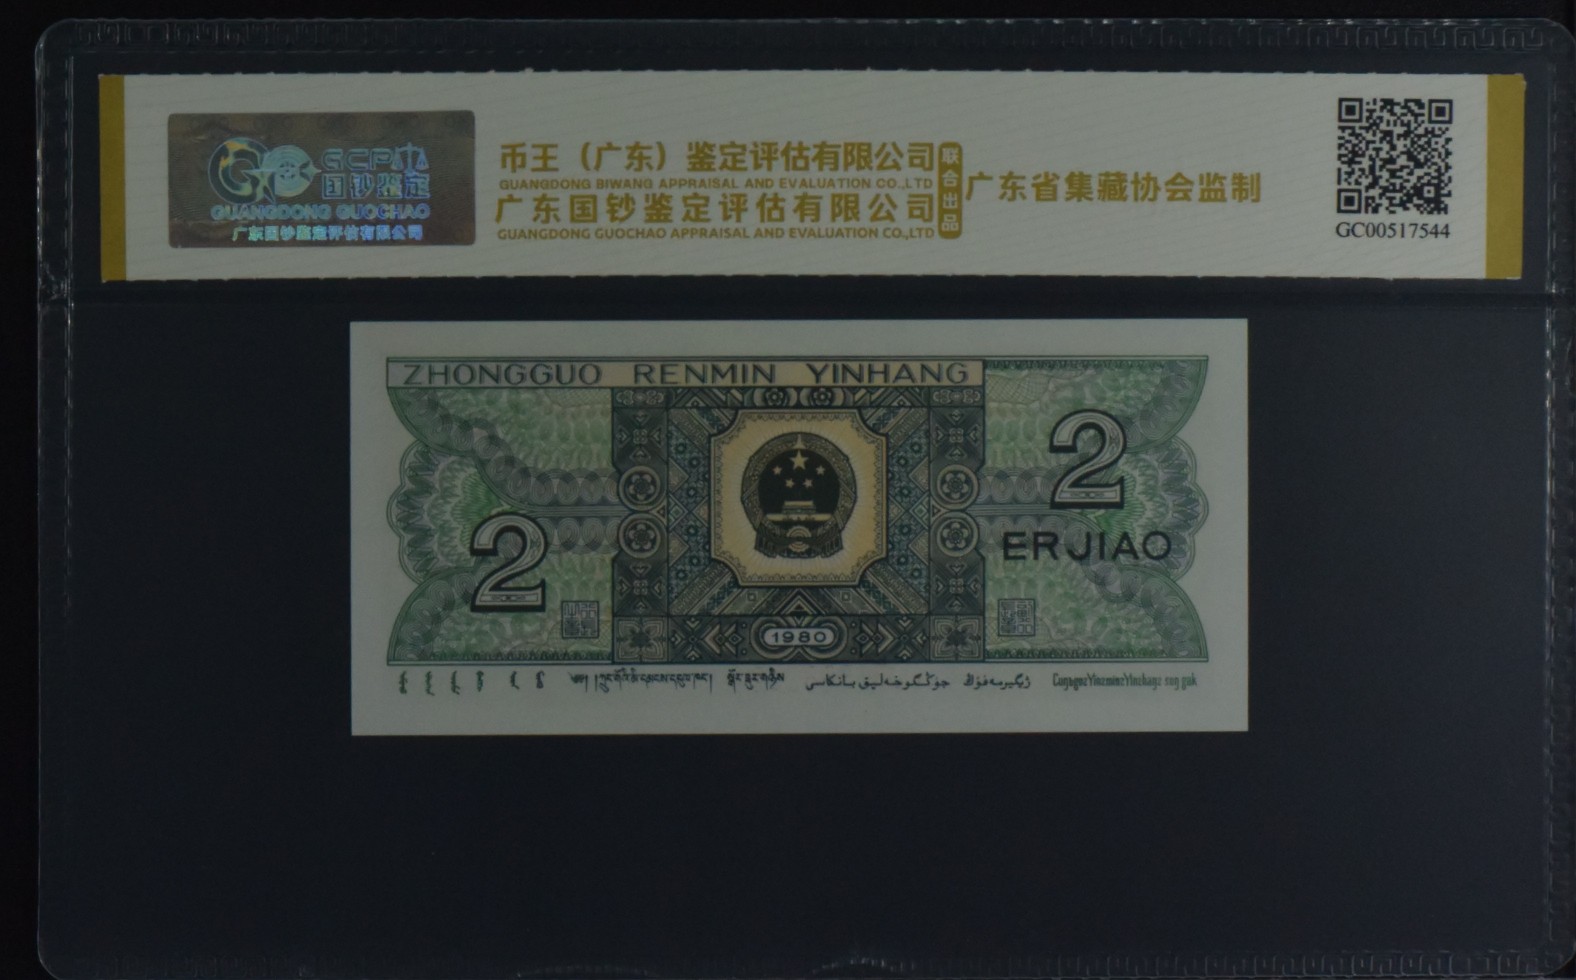 GCP
国钞鉴定
GUANGDONG GUOCHAO
广东国钞鉴定评估有限公司
币王（广东）鉴定评估有限公司
GUANGDONG BIWANG APPRAISAL AND EVALUATION CO.,LTD
广东国钞鉴定评估有限公司
GUANGDONG GUOCHAO APPRAISAL AND EVALUATION CO.,LTD
联合出品
广东省集藏协会监制
GC00517544
ZHONGGUO RENMIN YINHANG
2
ERJIAO
2
1980